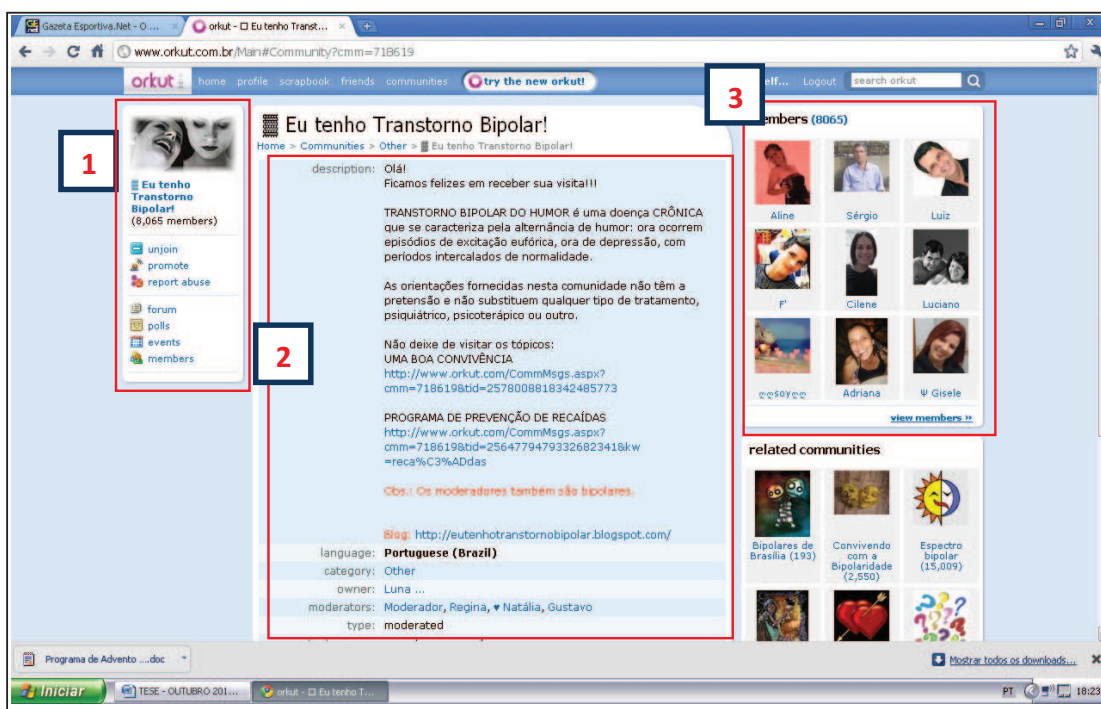 Gazeta Esportiva.Net - O ...
orkut - Eu tenho Transt...
www.orkut.com.br/Main#Community?cmm=718619
orkut
home profile scrapbook friends communities
try the new orkut!
Logout
search orkut
1
Eu tenho
Transtorno
Bipolar!
(8,065 members)
unjoin
promote
report abuse
forum
polls
events
members
Eu tenho Transtorno Bipolar!
Home > Communities > Other > Eu tenho Transtorno Bipolar!
2
description: Olá!
Ficamos felizes em receber sua visita!!!
TRANSTORNO BIPOLAR DO HUMOR é uma doença CRÔNICA
que se caracteriza pela alternância de humor: ora ocorrem
episódios de excitação eufórica, ora de depressão, com
períodos intercalados de normalidade.
As orientações fornecidas nesta comunidade não têm a
pretensão e não substituem qualquer tipo de tratamento,
psiquiátrico, psicoterápico ou outro.
Não deixe de visitar os tópicos:
UMA BOA CONVIVÊNCIA
http://www.orkut.com/CommMsgs.aspx?
cmm=718619&tid=2578008818342485773
PROGRAMA DE PREVENÇÃO DE RECAÍDAS
http://www.orkut.com/CommMsgs.aspx?
cmm=718619&tid=2564779479332682341&kw
=reca%C3%ADdas
Obs.: Os moderadores também são bipolares.
Blog: http://eutenhotranstornobipolar.blogspot.com/
language: Portuguese (Brazil)
category: Other
owner: Luna ...
moderators: Moderador, Regina, ♥ Natália, Gustavo
type: moderated
3
members (8065)
Aline Sérgio Luiz
F' Cilene Luciano
ღღsoyღღ Adriana Ψ Gisele
view members »
related communities
Bipolares de
Brasília (193)
Convivendo
com a
Bipolaridade
(2,550)
Espectro
bipolar
(15,009)
Programa de Advento ....doc
Mostrar todos os downloads...
Iniciar
TESE - OUTUBRO 201...
orkut - Eu tenho T...
PT
18:23